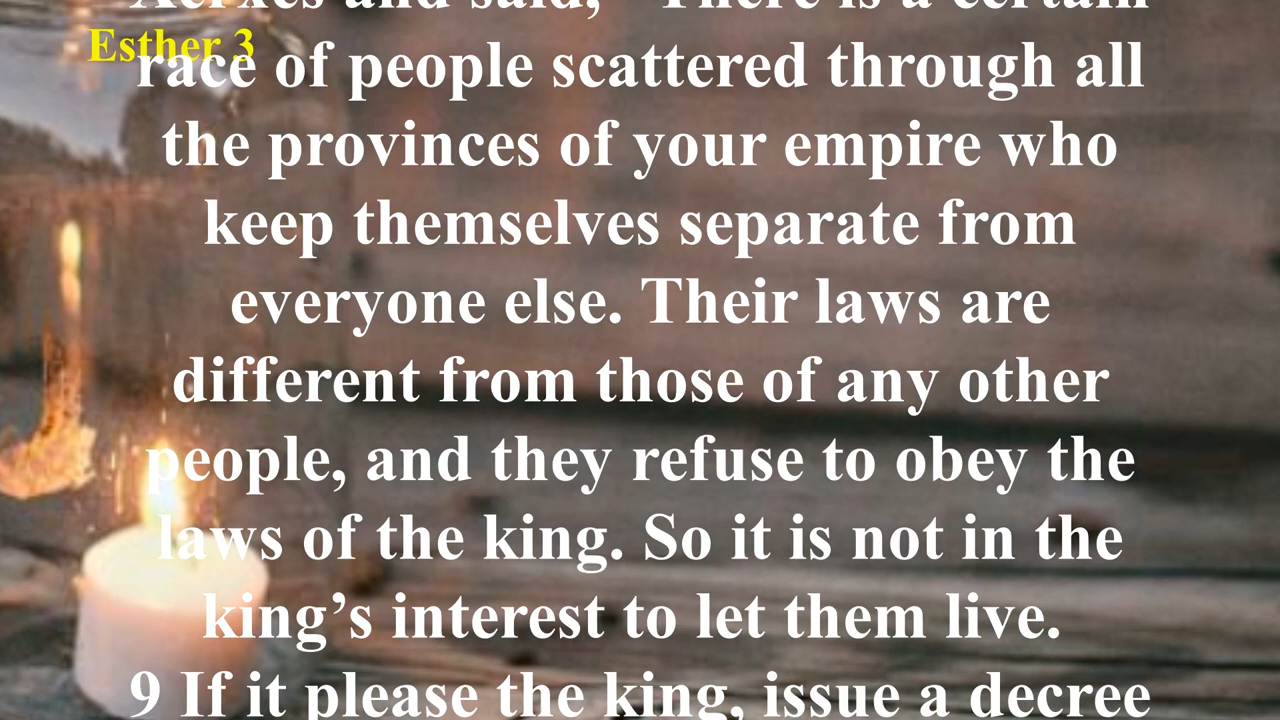 Xerxes and said, “There is a certain
Esther 3
race of people scattered through all
the provinces of your empire who
keep themselves separate from
everyone else. Their laws are
different from those of any other
people, and they refuse to obey the
laws of the king. So it is not in the
king’s interest to let them live.
9 If it please the king, issue a decree